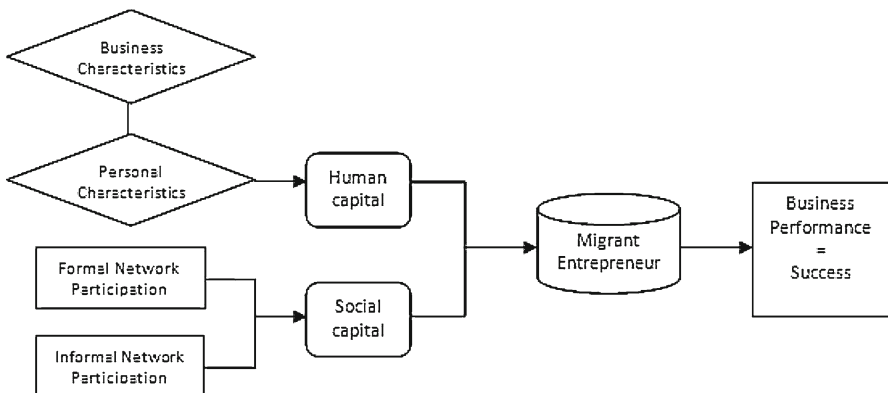 Business
Characteristics
Personal
Characteristics
Human
capital
Formal Network
Participation
Social
capital
Informal Network
Participation
Migrant
Entrepreneur
Business
Performance
=
Success